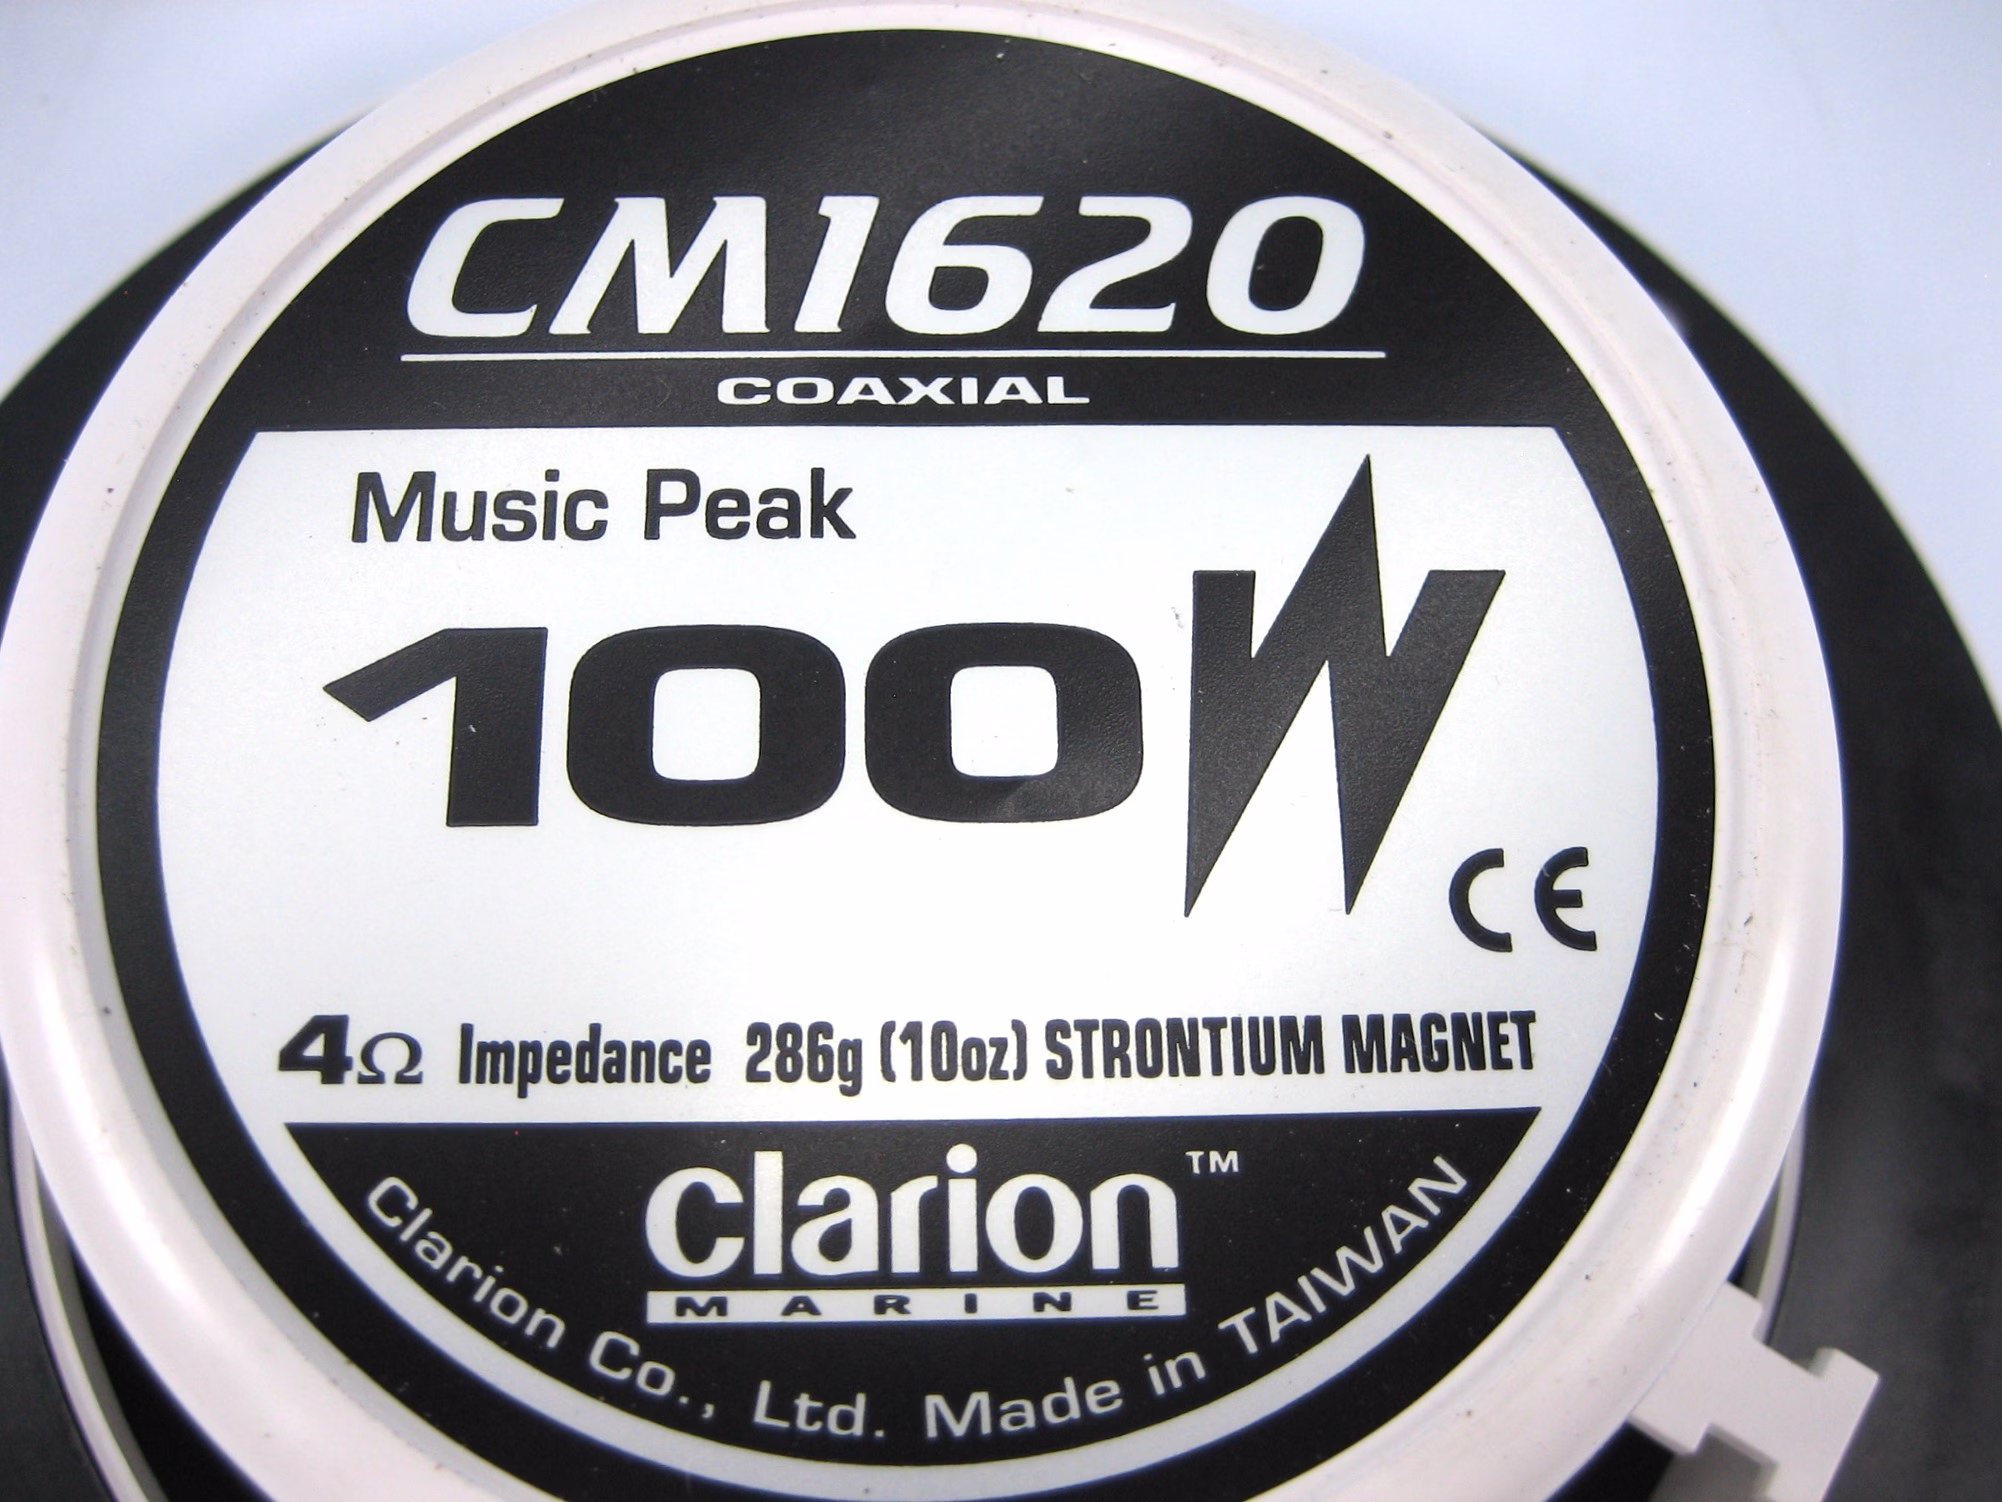 CM1620
COAXIAL
Music Peak
100W
CE
4Ω Impedance 286g (10oz) STRONTIUM MAGNET
clarion™
MARINE
Clarion Co., Ltd. Made in TAIWAN